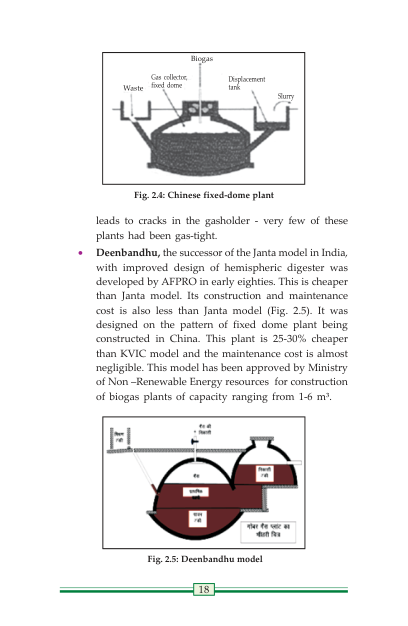 Biogas
Gas collector,
fixed dome
Displacement
tank
Waste
Slurry
Fig. 2.4: Chinese fixed-dome plant
leads to cracks in the gasholder - very few of these
plants had been gas-tight.
• Deenbandhu, the successor of the Janta model in India,
with improved design of hemispheric digester was
developed by AFPRO in early eighties. This is cheaper
than Janta model. Its construction and maintenance
cost is also less than Janta model (Fig. 2.5). It was
designed on the pattern of fixed dome plant being
constructed in China. This plant is 25-30% cheaper
than KVIC model and the maintenance cost is almost
negligible. This model has been approved by Ministry
of Non –Renewable Energy resources for construction
of biogas plants of capacity ranging from 1-6 m³.
गैस की
निकासी
गैस
निकासी
टंकी
गोबर गैस प्लांट का
भीतरी चित्र
Fig. 2.5: Deenbandhu model
18